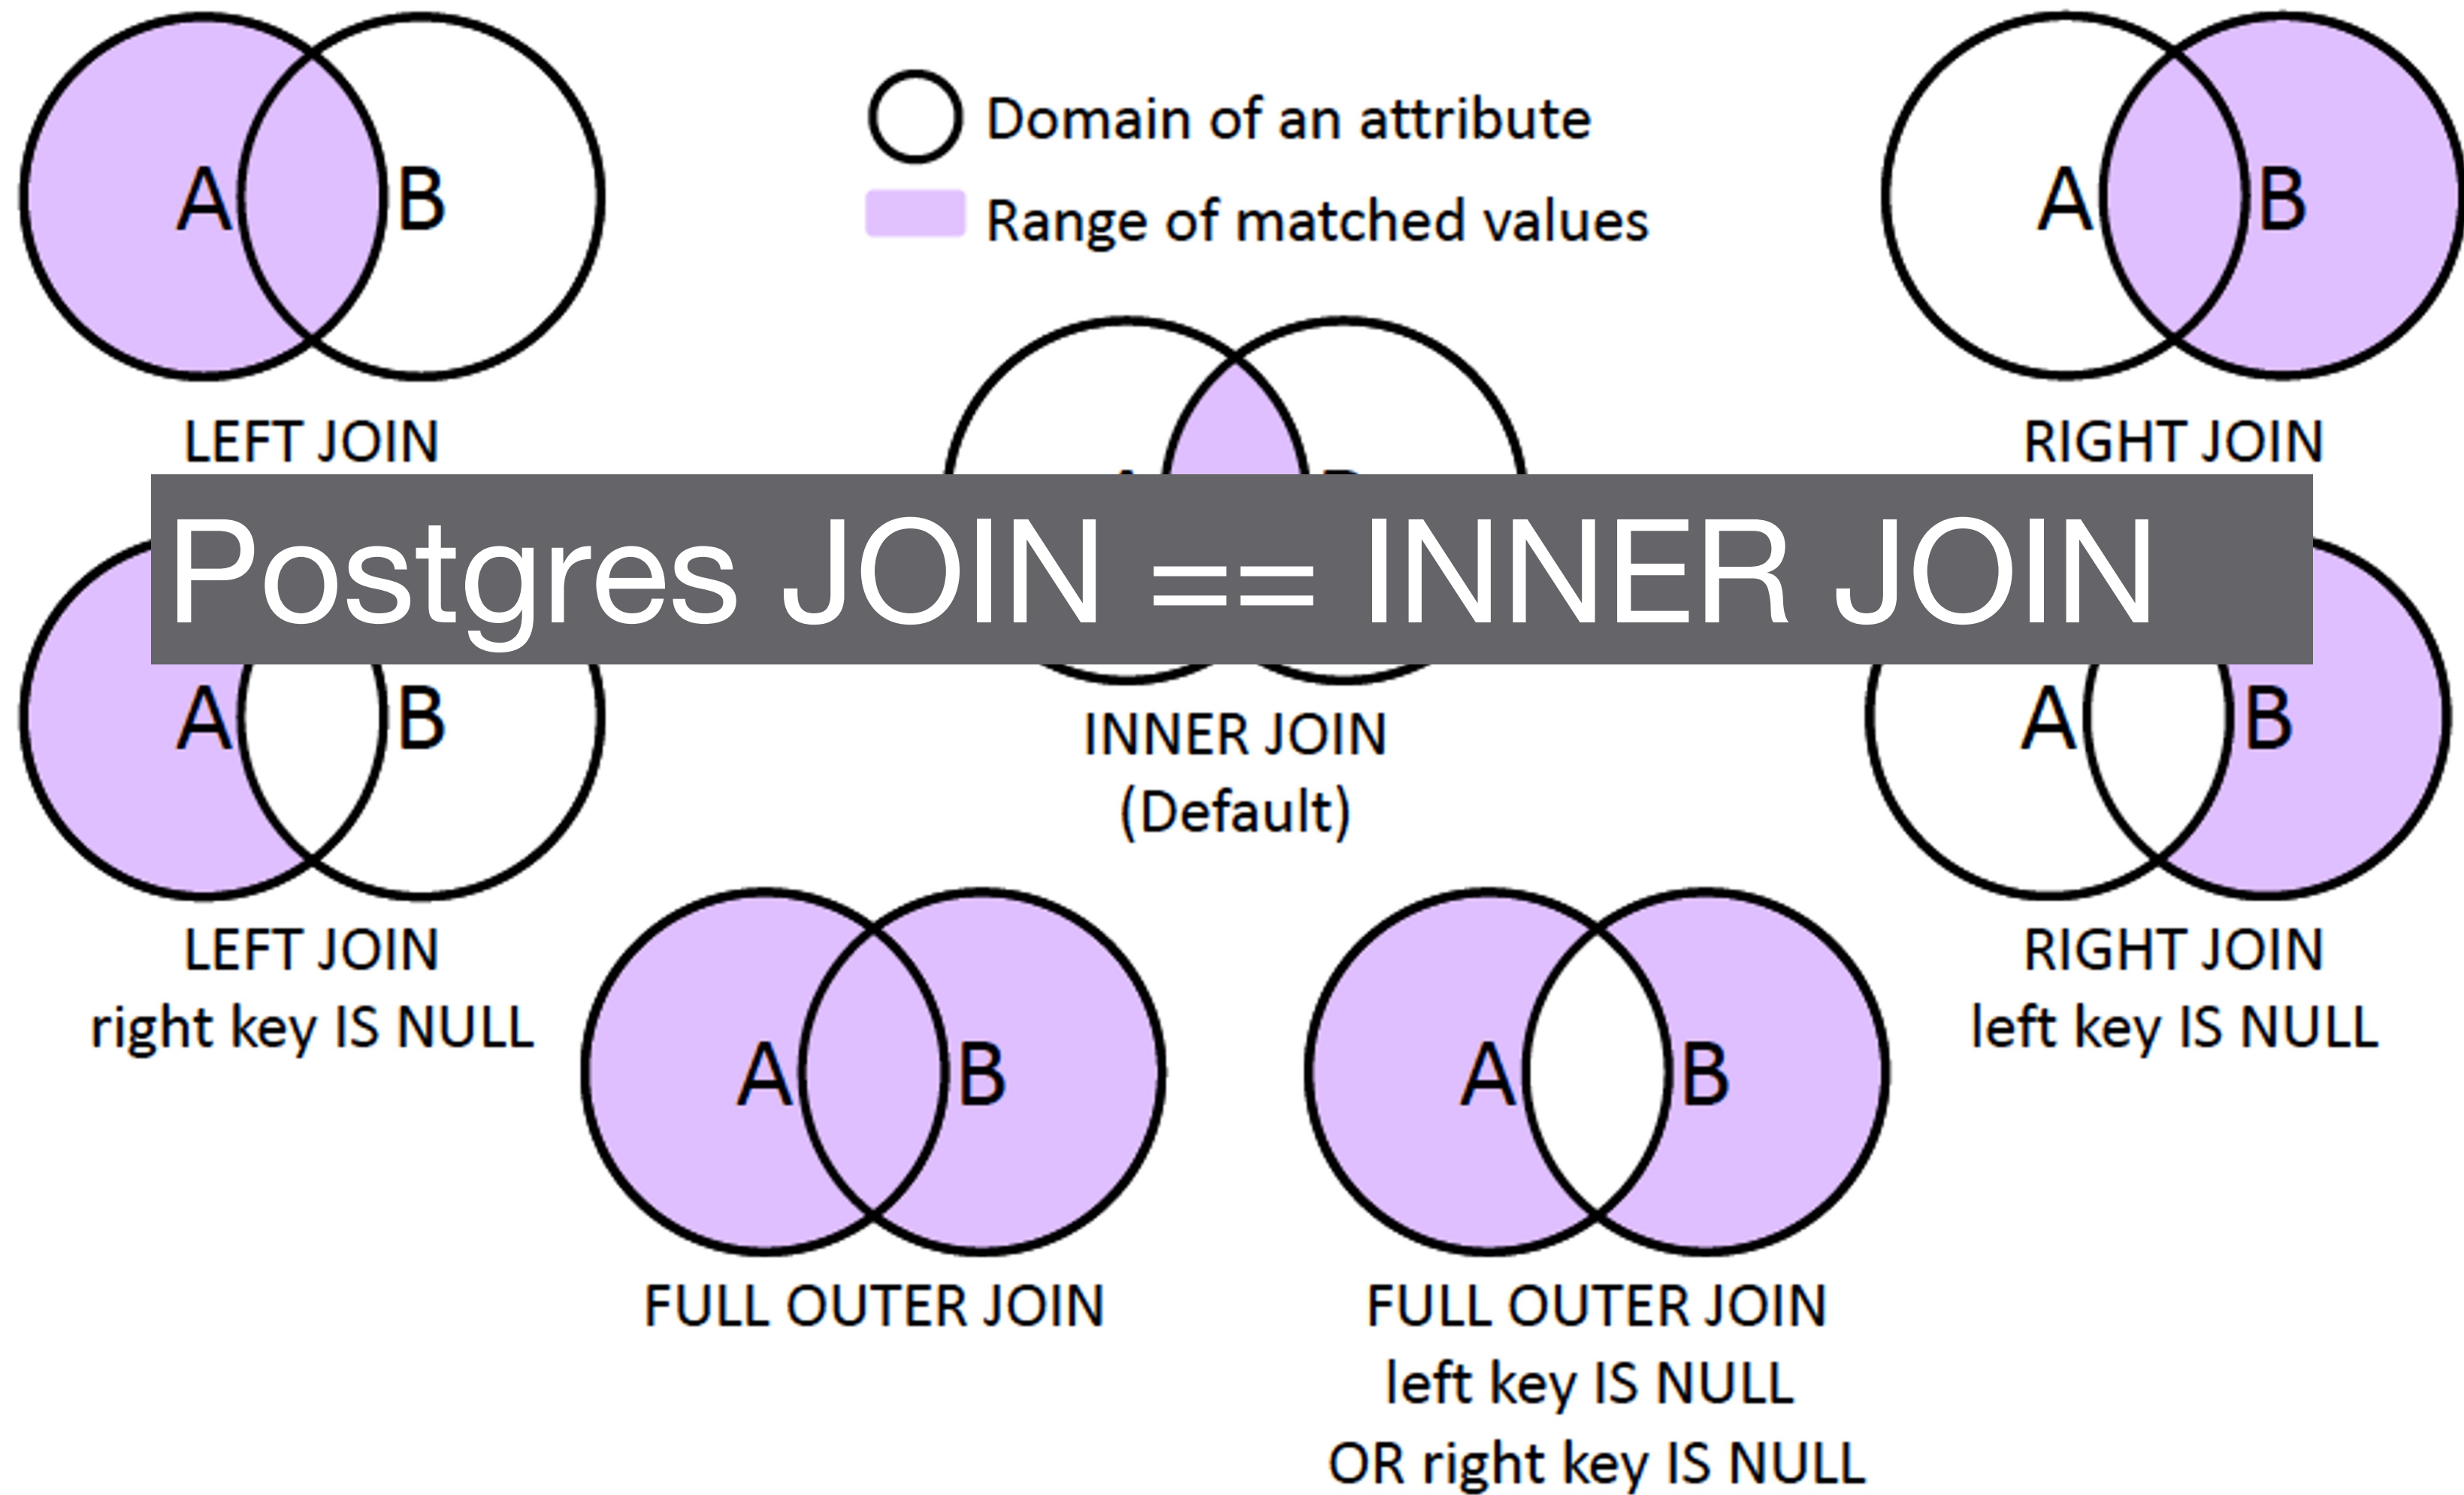 A B
LEFT JOIN
Domain of an attribute
Range of matched values
A B
RIGHT JOIN
Postgres JOIN == INNER JOIN
A B
LEFT JOIN
right key IS NULL
INNER JOIN
(Default)
A B
RIGHT JOIN
left key IS NULL
A B
FULL OUTER JOIN
A B
FULL OUTER JOIN
left key IS NULL
OR right key IS NULL